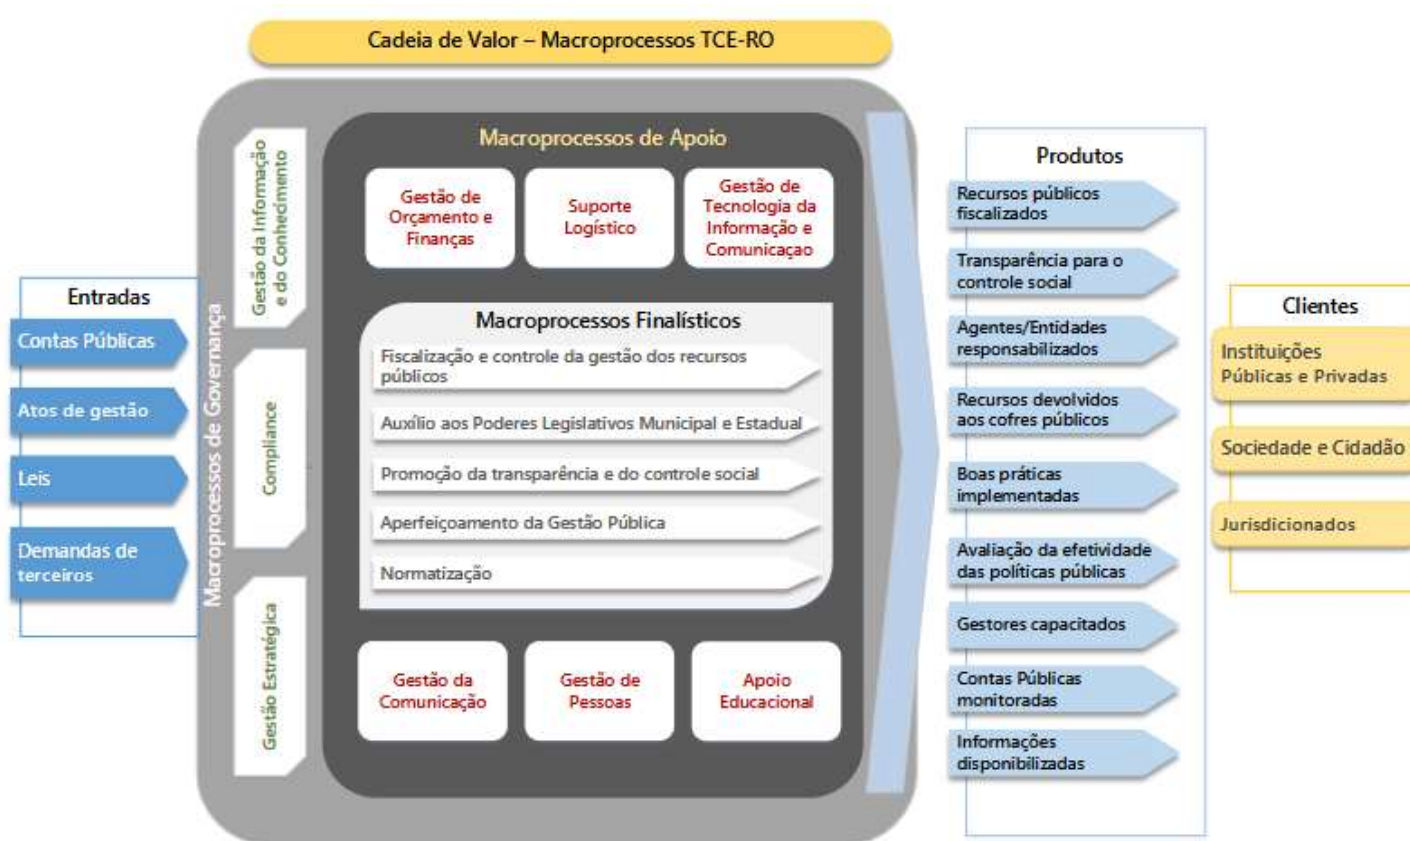 Cadeia de Valor – Macroprocessos TCE-RO
Entradas
Contas Públicas
Atos de gestão
Leis
Demandas de
terceiros
Macroprocessos de Governança
Gestão da Informação
e do Conhecimento
Compliance
Gestão Estratégica
Macroprocessos de Apoio
Gestão de
Orçamento e
Finanças
Suporte
Logístico
Gestão de
Tecnologia da
Informação e
Comunicaçao
Macroprocessos Finalísticos
Fiscalização e controle da gestão dos recursos
públicos
Auxílio aos Poderes Legislativos Municipal e Estadual
Promoção da transparência e do controle social
Aperfeiçoamento da Gestão Pública
Normatização
Gestão da
Comunicação
Gestão de
Pessoas
Apoio
Educacional
Produtos
Recursos públicos
fiscalizados
Transparência para o
controle social
Agentes/Entidades
responsabilizados
Recursos devolvidos
aos cofres públicos
Boas práticas
implementadas
Avaliação da efetividade
das políticas públicas
Gestores capacitados
Contas Públicas
monitoradas
Informações
disponibilizadas
Clientes
Instituições
Públicas e Privadas
Sociedade e Cidadão
Jurisdicionados